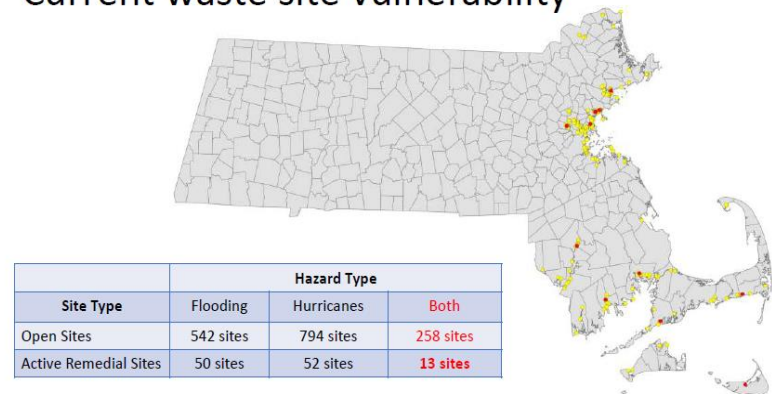 Current waste site vulnerability
Hazard Type
Site Type Flooding Hurricanes Both
Open Sites 542 sites 794 sites 258 sites
Active Remedial Sites 50 sites 52 sites 13 sites